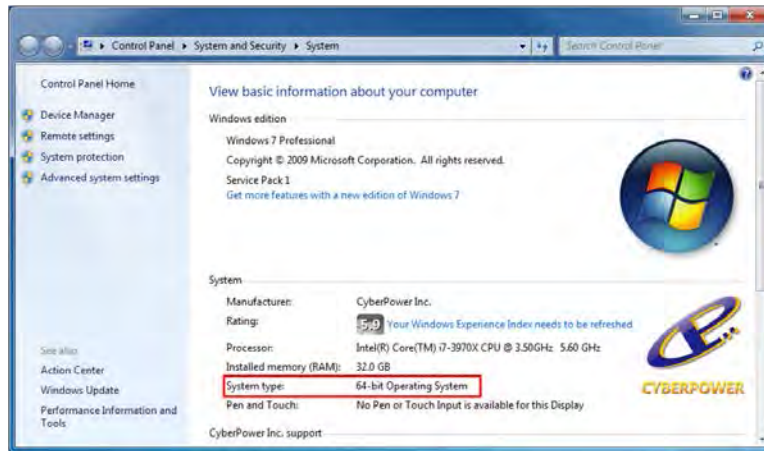 Control Panel ▸ System and Security ▸ System
Search Control Panel
Control Panel Home
Device Manager
Remote settings
System protection
Advanced system settings
See also
Action Center
Windows Update
Performance Information and
Tools
View basic information about your computer
Windows edition
Windows 7 Professional
Copyright © 2009 Microsoft Corporation. All rights reserved.
Service Pack 1
Get more features with a new edition of Windows 7
System
Manufacturer: CyberPower Inc.
Rating: 5.9 Your Windows Experience Index needs to be refreshed
Processor: Intel(R) Core(TM) i7-3970X CPU @ 3.50GHz 5.60 GHz
Installed memory (RAM): 32.0 GB
System type: 64-bit Operating System
Pen and Touch: No Pen or Touch Input is available for this Display
CYBERPOWER
CyberPower Inc. support